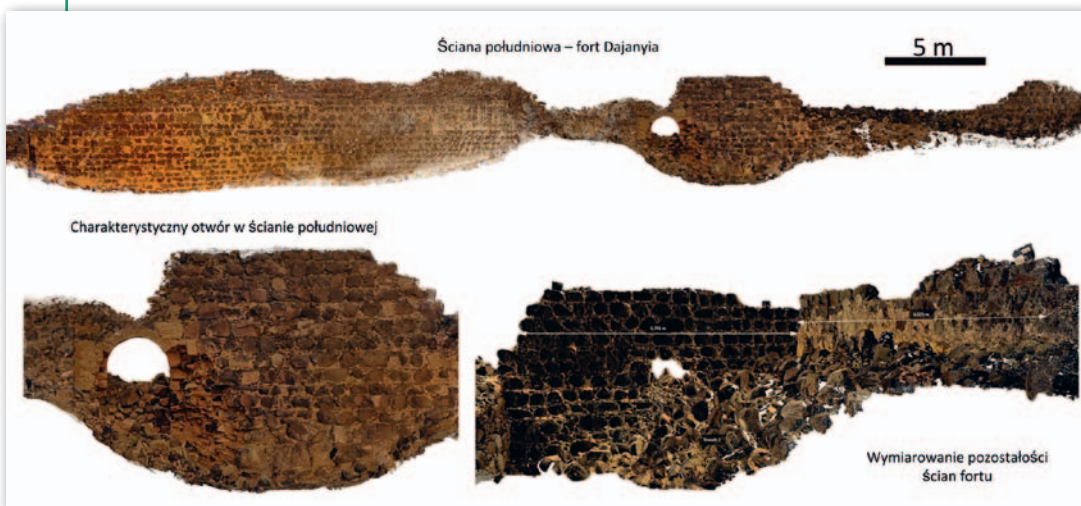 Ściana południowa – fort Dajanyia
5 m
Charakterystyczny otwór w ścianie południowej
Wymiarowanie pozostałości
ścian fortu